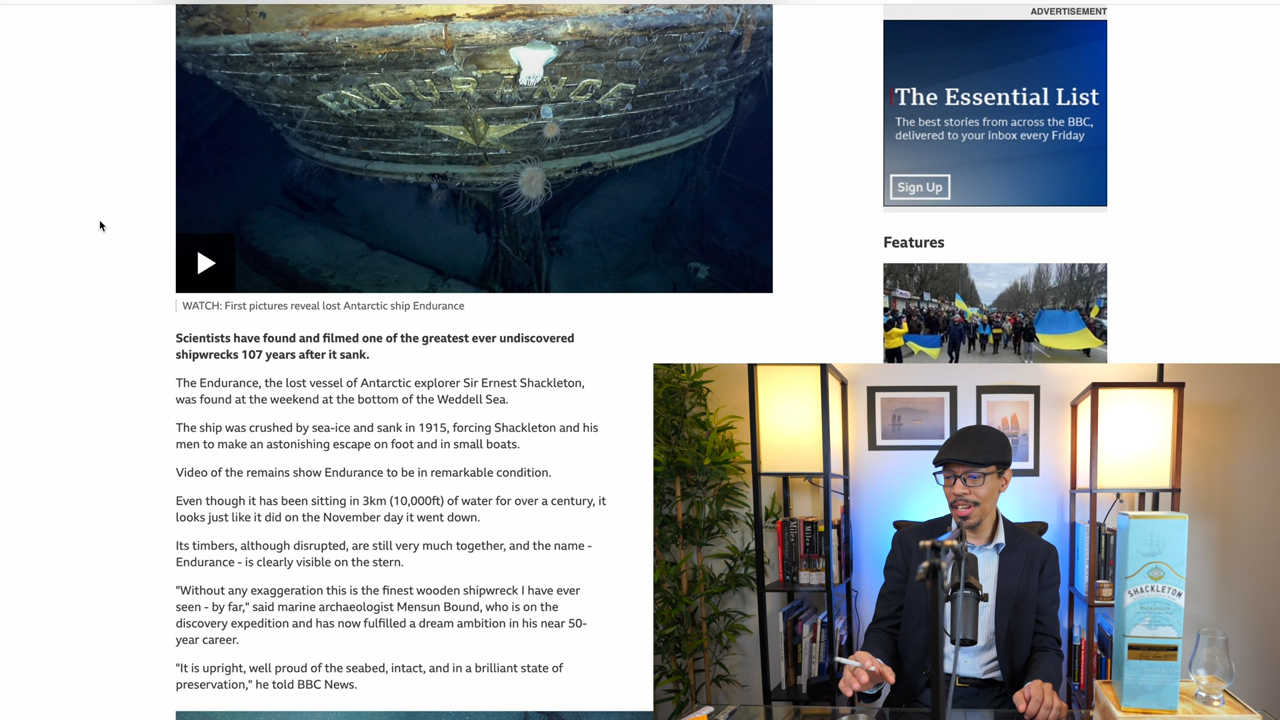 ENDURANCE
WATCH: First pictures reveal lost Antarctic ship Endurance
Scientists have found and filmed one of the greatest ever undiscovered
shipwrecks 107 years after it sank.
The Endurance, the lost vessel of Antarctic explorer Sir Ernest Shackleton,
was found at the weekend at the bottom of the Weddell Sea.
The ship was crushed by sea-ice and sank in 1915, forcing Shackleton and his
men to make an astonishing escape on foot and in small boats.
Video of the remains show Endurance to be in remarkable condition.
Even though it has been sitting in 3km (10,000ft) of water for over a century, it
looks just like it did on the November day it went down.
Its timbers, although disrupted, are still very much together, and the name -
Endurance - is clearly visible on the stern.
"Without any exaggeration this is the finest wooden shipwreck I have ever
seen - by far," said marine archaeologist Mensun Bound, who is on the
discovery expedition and has now fulfilled a dream ambition in his near 50-
year career.
"It is upright, well proud of the seabed, intact, and in a brilliant state of
preservation," he told BBC News.
ADVERTISEMENT
The Essential List
The best stories from across the BBC,
delivered to your inbox every Friday
Sign Up
Features
Miles
SHACKLETON